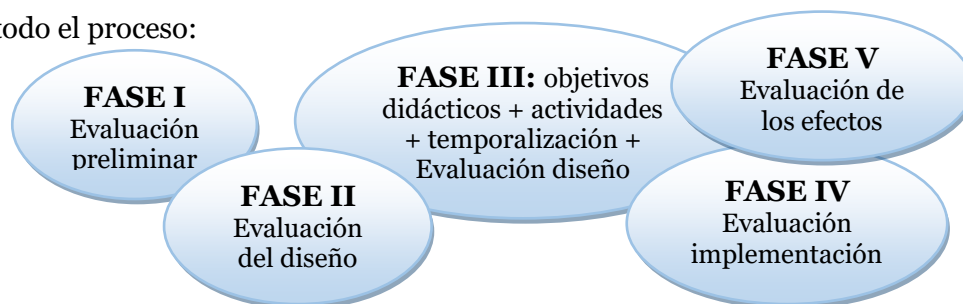 todo el proceso:
FASE I
Evaluación
preliminar
FASE II
Evaluación
del diseño
FASE III: objetivos
didácticos + actividades
+ temporalización +
Evaluación diseño
FASE IV
Evaluación
implementación
FASE V
Evaluación de
los efectos